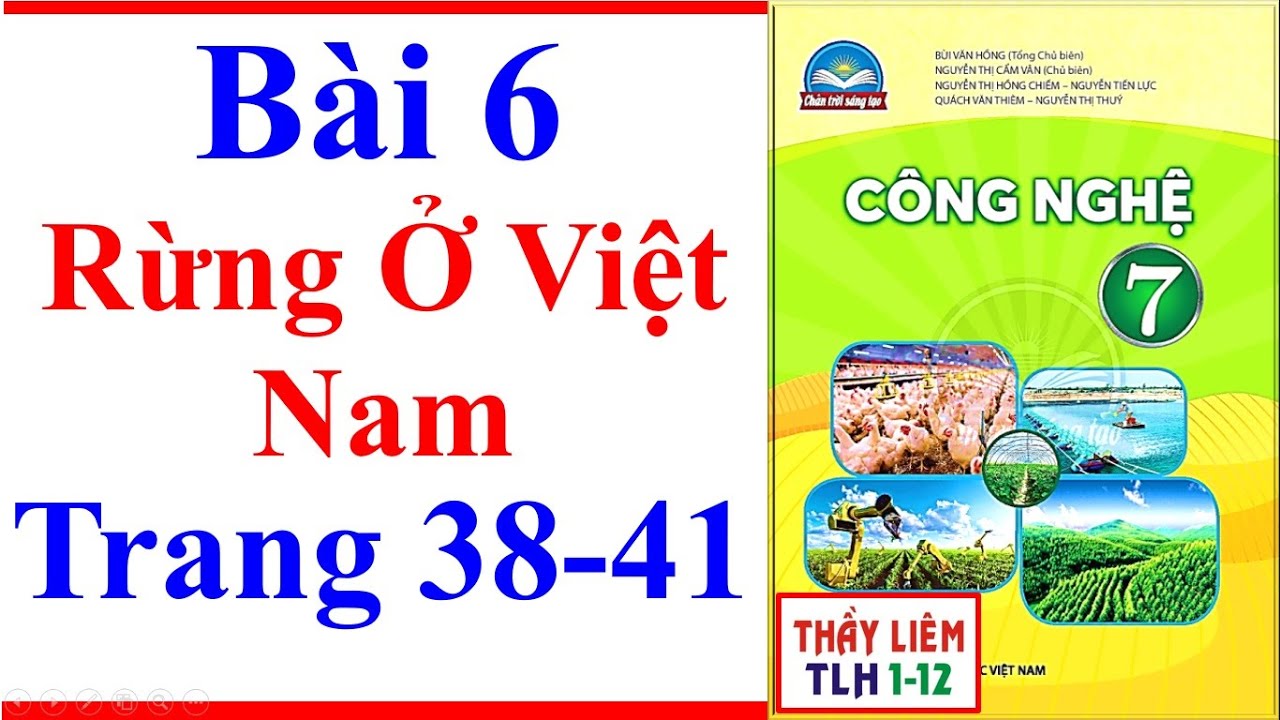 Bài 6
Rừng Ở Việt
Nam
Trang 38-41
BÙI VĂN HỒNG (Tổng Chủ biên)
NGUYỄN THỊ CẨM VÂN (Chủ biên)
NGUYỄN THỊ HỒNG CHIẾM – NGUYỄN TIẾN LỰC
QUÁCH VĂN THIÊM – NGUYỄN THỊ THUÝ
Chân trời sáng tạo
CÔNG NGHỆ
7
THẦY LIÊM
TLH 1-12
VIỆT NAM